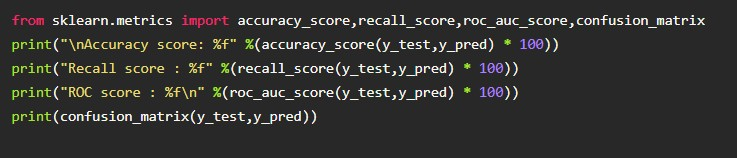 from sklearn.metrics import accuracy_score,recall_score,roc_auc_score,confusion_matrix
print("\nAccuracy score: %f" %(accuracy_score(y_test,y_pred) * 100))
print("Recall score : %f" %(recall_score(y_test,y_pred) * 100))
print("ROC score : %f\n" %(roc_auc_score(y_test,y_pred) * 100))
print(confusion_matrix(y_test,y_pred))